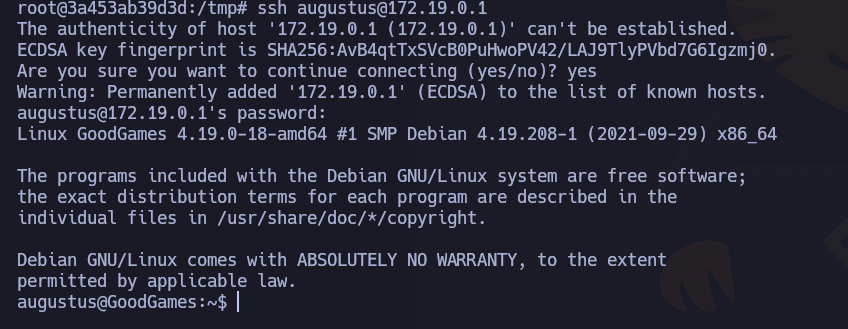 root@3a453ab39d3d:/tmp# ssh augustus@172.19.0.1
The authenticity of host '172.19.0.1 (172.19.0.1)' can't be established.
ECDSA key fingerprint is SHA256:AvB4qtTxSVcB0PuHwoPV42/LAJ9TlyPVbd7G6Igzmj0.
Are you sure you want to continue connecting (yes/no)? yes
Warning: Permanently added '172.19.0.1' (ECDSA) to the list of known hosts.
augustus@172.19.0.1's password:
Linux GoodGames 4.19.0-18-amd64 #1 SMP Debian 4.19.208-1 (2021-09-29) x86_64
The programs included with the Debian GNU/Linux system are free software;
the exact distribution terms for each program are described in the
individual files in /usr/share/doc/*/copyright.
Debian GNU/Linux comes with ABSOLUTELY NO WARRANTY, to the extent
permitted by applicable law.
augustus@GoodGames:~$